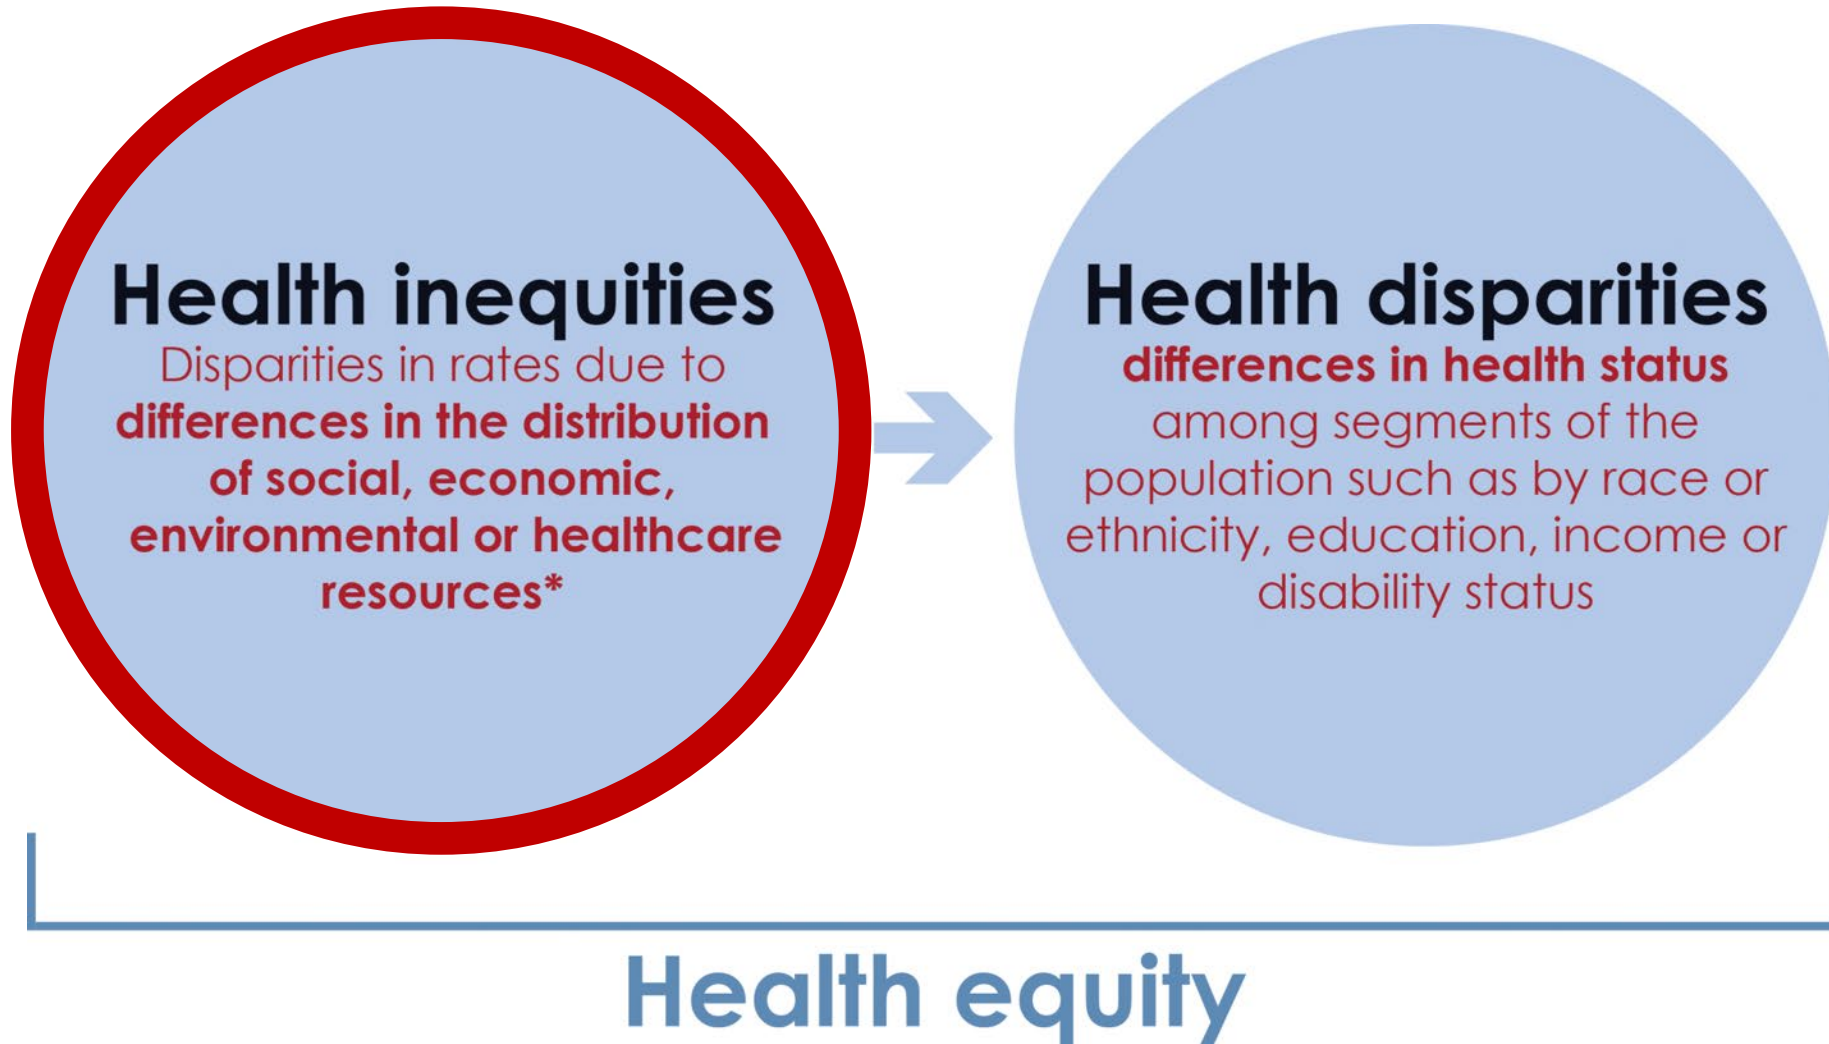 Health inequities
Disparities in rates due to
differences in the distribution
of social, economic,
environmental or healthcare
resources*
Health disparities
differences in health status
among segments of the
population such as by race or
ethnicity, education, income or
disability status
Health equity